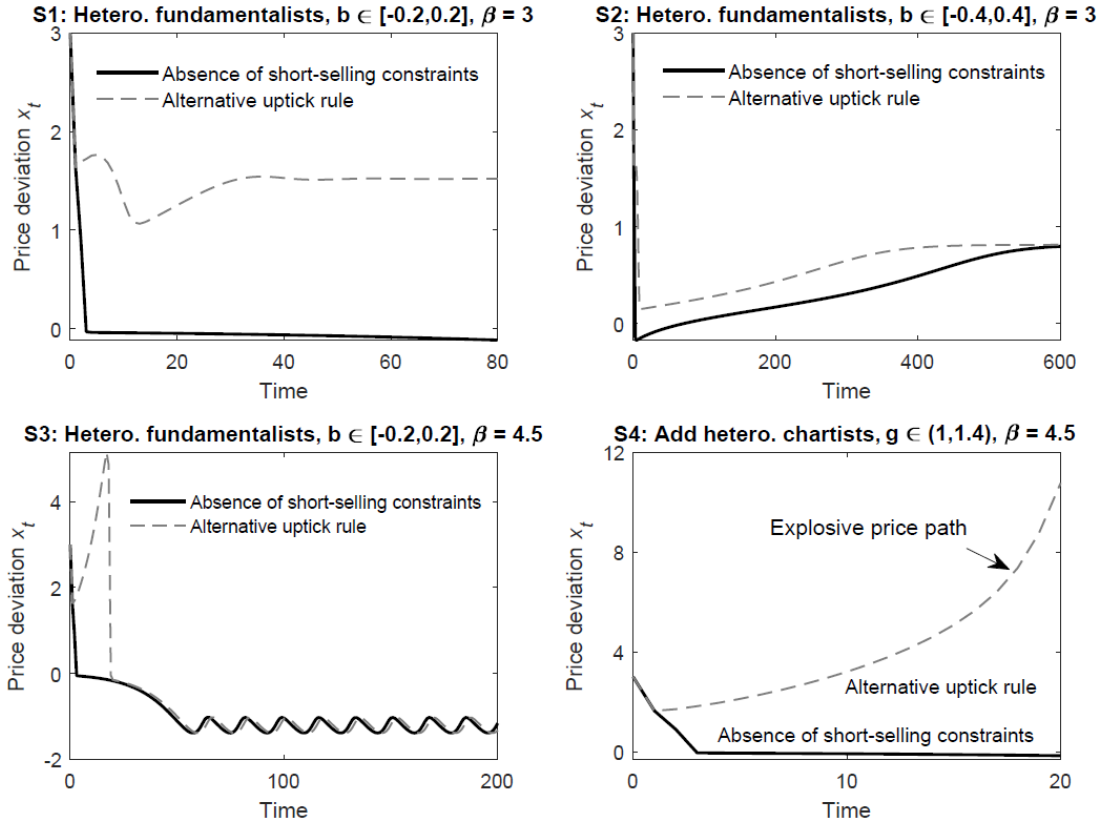 S1: Hetero. fundamentalists, b ∈ [-0.2,0.2], β = 3
3
2
1
0
Price deviation x_t
Absence of short-selling constraints
Alternative uptick rule
0
20
40
60
80
Time
S2: Hetero. fundamentalists, b ∈ [-0.4,0.4], β = 3
3
2
1
0
Price deviation x_t
Absence of short-selling constraints
Alternative uptick rule
0
200
400
600
Time
S3: Hetero. fundamentalists, b ∈ [-0.2,0.2], β = 4.5
4
2
0
-2
Price deviation x_t
Absence of short-selling constraints
Alternative uptick rule
0
100
200
Time
S4: Add hetero. chartists, g ∈ (1,1.4), β = 4.5
12
8
4
0
Price deviation x_t
Explosive price path
Alternative uptick rule
Absence of short-selling constraints
0
10
20
Time